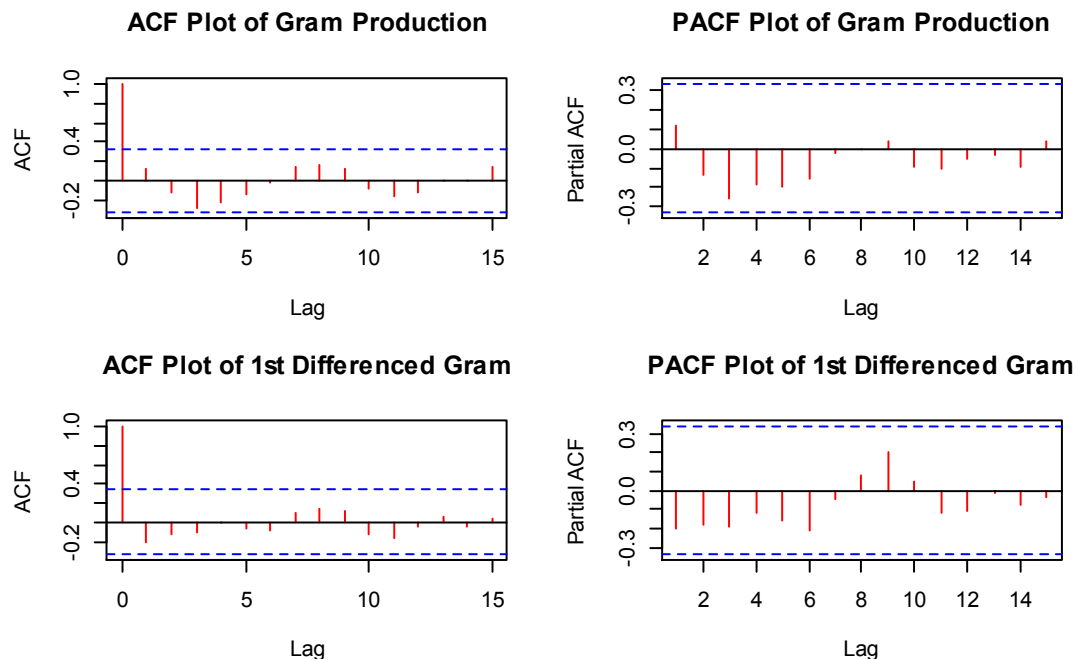 ACF Plot of Gram Production
ACF
1.0
0.4
-0.2
0 5 10 15
Lag
PACF Plot of Gram Production
Partial ACF
0.3
0.0
-0.3
2 4 6 8 10 12 14
Lag
ACF Plot of 1st Differenced Gram
ACF
1.0
0.4
-0.2
0 5 10 15
Lag
PACF Plot of 1st Differenced Gram
Partial ACF
0.3
0.0
-0.3
2 4 6 8 10 12 14
Lag